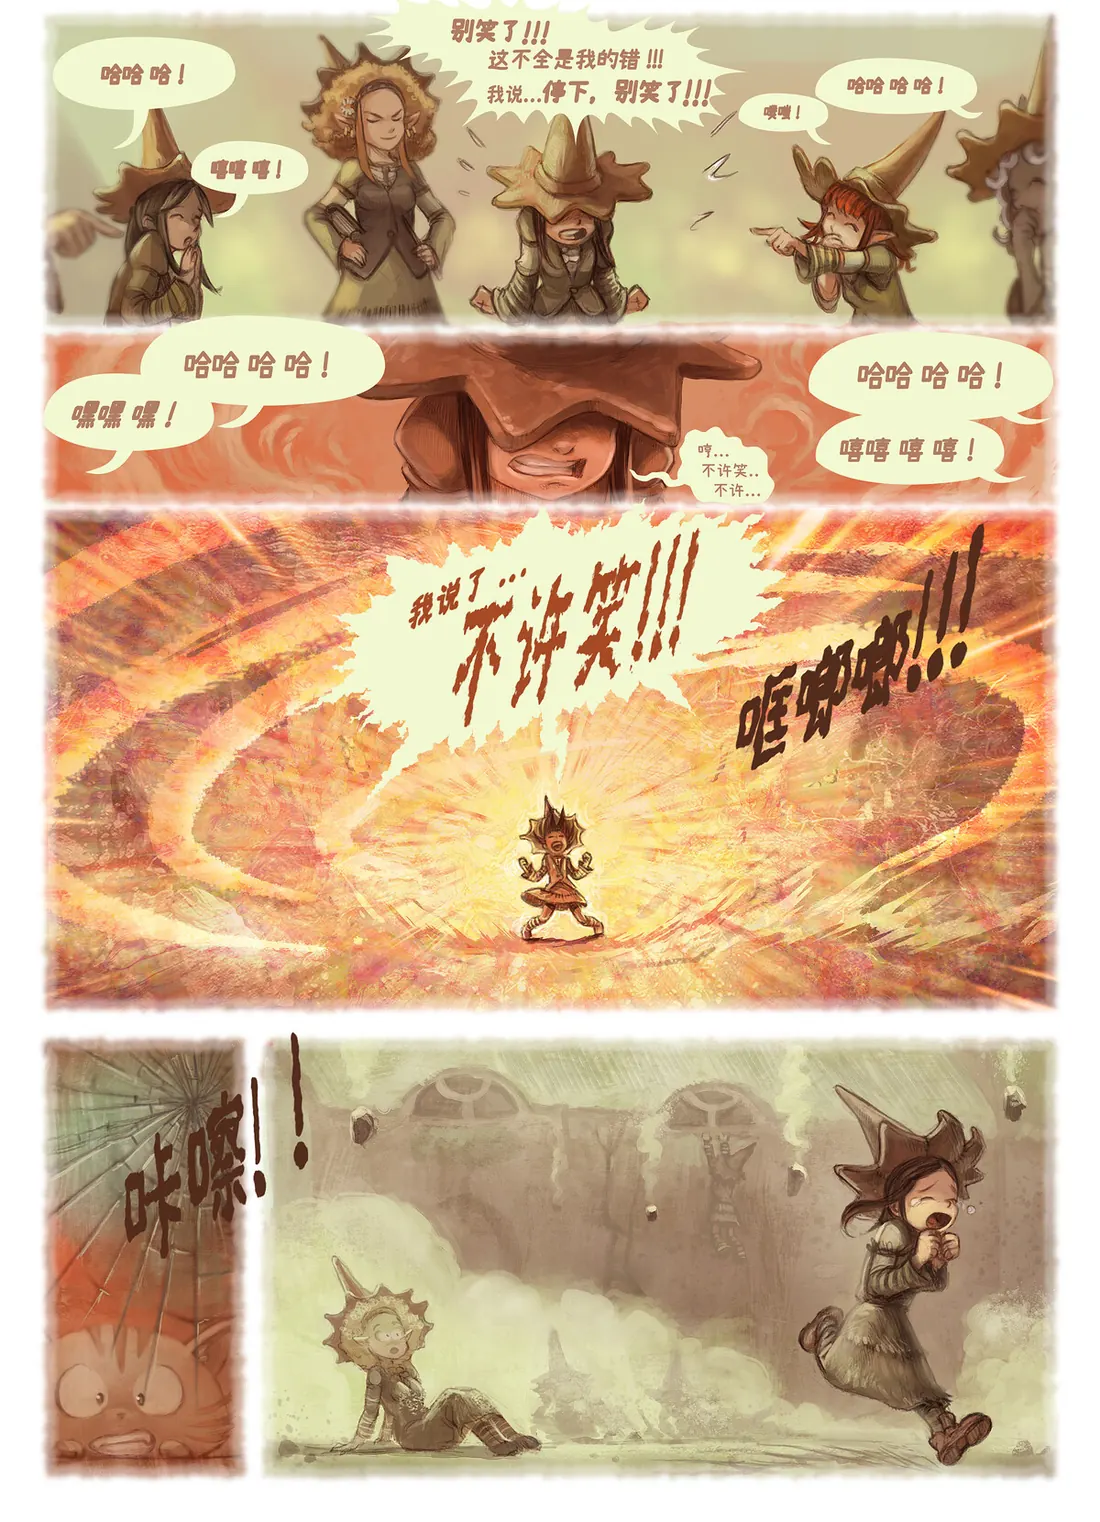 别笑了!!!
这不全是我的错!!!
我说...停下，别笑了!!!
哈哈 哈!
嘻嘻 嘻!
哈哈 哈 哈!
噗嗤!
哈哈 哈 哈!
嘿嘿 嘿!
哼...
不许笑..
不许...
哈哈 哈 哈!
嘻嘻 嘻 嘻!
我说了...
不许笑!!!
哐啷啷!!!
咔嚓!!